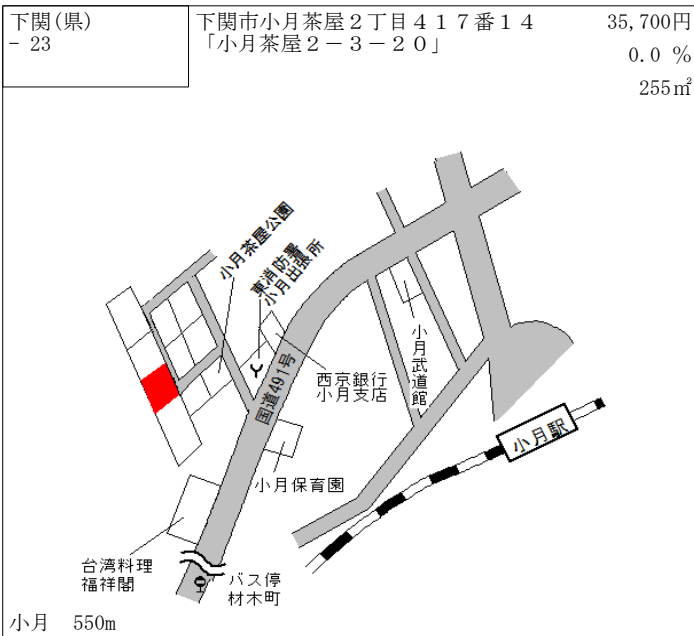 下関(県)
- 23
下関市小月茶屋２丁目４１７番１４
「小月茶屋２－３－２０」
35,700円
0.0 %
255㎡
小月茶屋公園
東消防署
小月出張所
国道491号
西京銀行
小月支店
小月武道館
小月駅
小月保育園
台湾料理
福祥閣
バス停
材木町
小月 550m